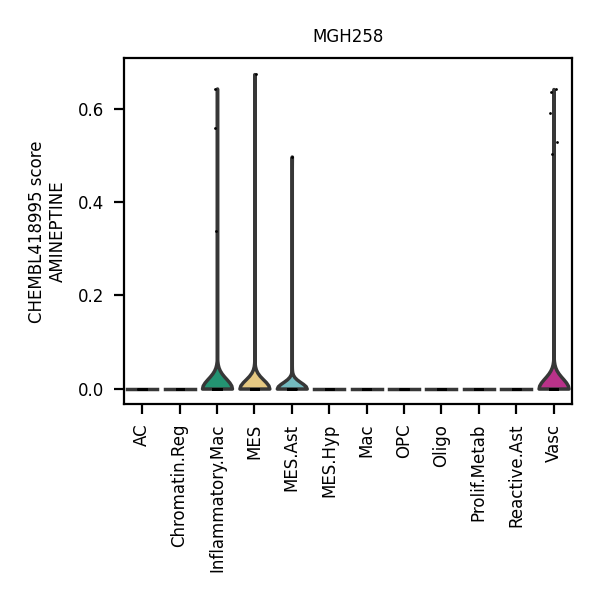 MGH258
CHEMBL418995 score
AMINEPTINE
0.6
0.4
0.2
0.0
AC
Chromatin.Reg
Inflammatory.Mac
MES
MES.Ast
MES.Hyp
Mac
OPC
Oligo
Prolif.Metab
Reactive.Ast
Vasc